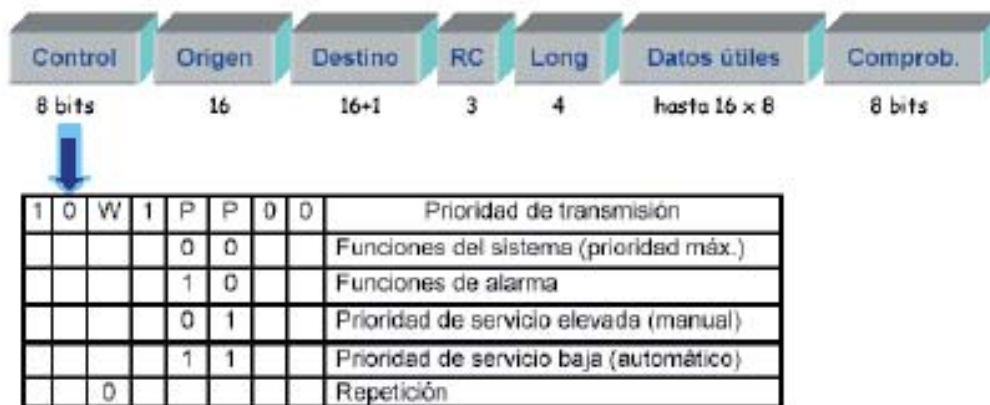 Control Origen Destino RC Long Datos útiles Comprob.
8 bits 16 16+1 3 4 hasta 16 x 8 8 bits
1 0 W 1 P P 0 0 Prioridad de transmisión
0 0 Funciones del sistema (prioridad máx.)
1 0 Funciones de alarma
0 1 Prioridad de servicio elevada (manual)
1 1 Prioridad de servicio baja (automático)
0 Repetición